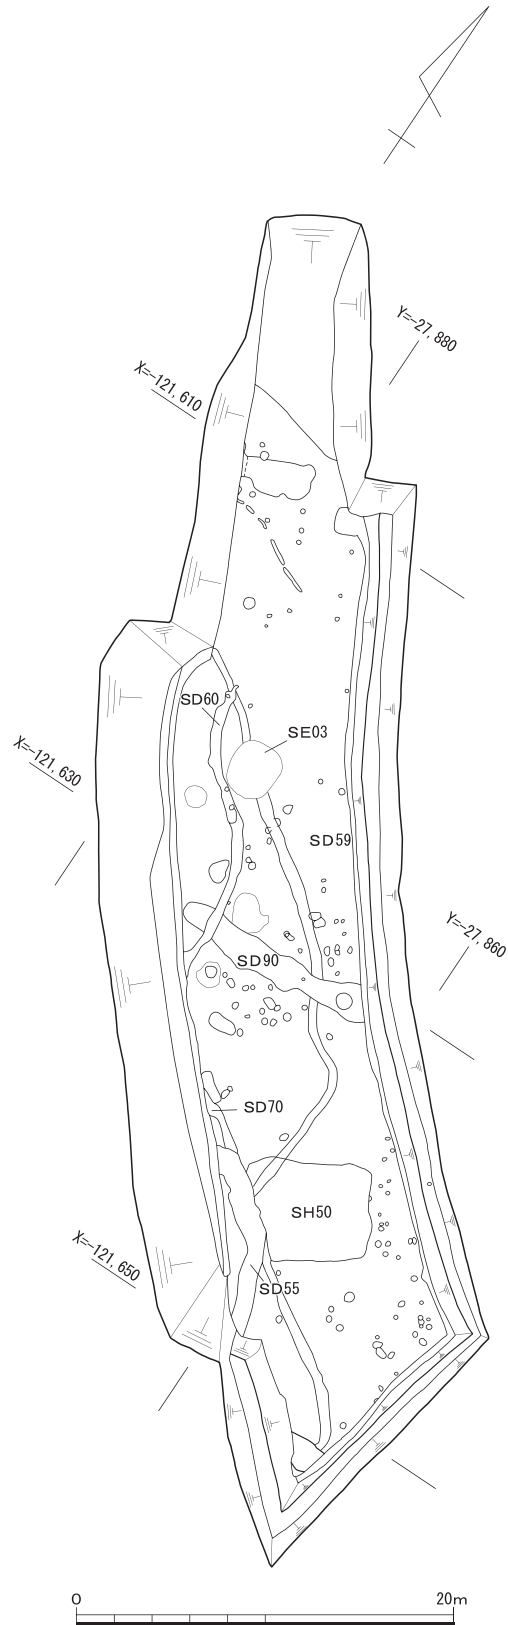 Y=-27,880
X=-121,610
SD60
SE03
X=-121,630
SD59
Y=-27,860
SD90
SD70
SH50
X=-121,650
SD55
0 20m